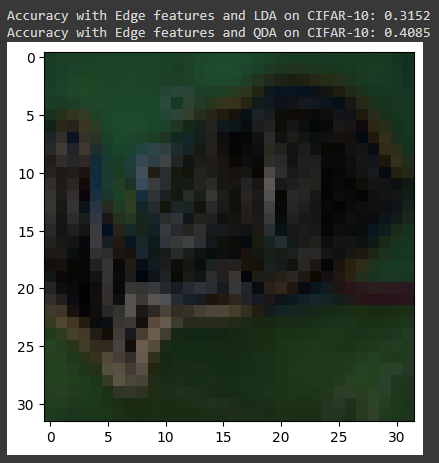 Accuracy with Edge features and LDA on CIFAR-10: 0.3152
Accuracy with Edge features and QDA on CIFAR-10: 0.4085
0
5
10
15
20
25
30
0 5 10 15 20 25 30